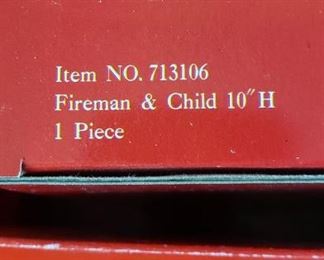 Item NO. 713106
Fireman & Child 10″H
1 Piece